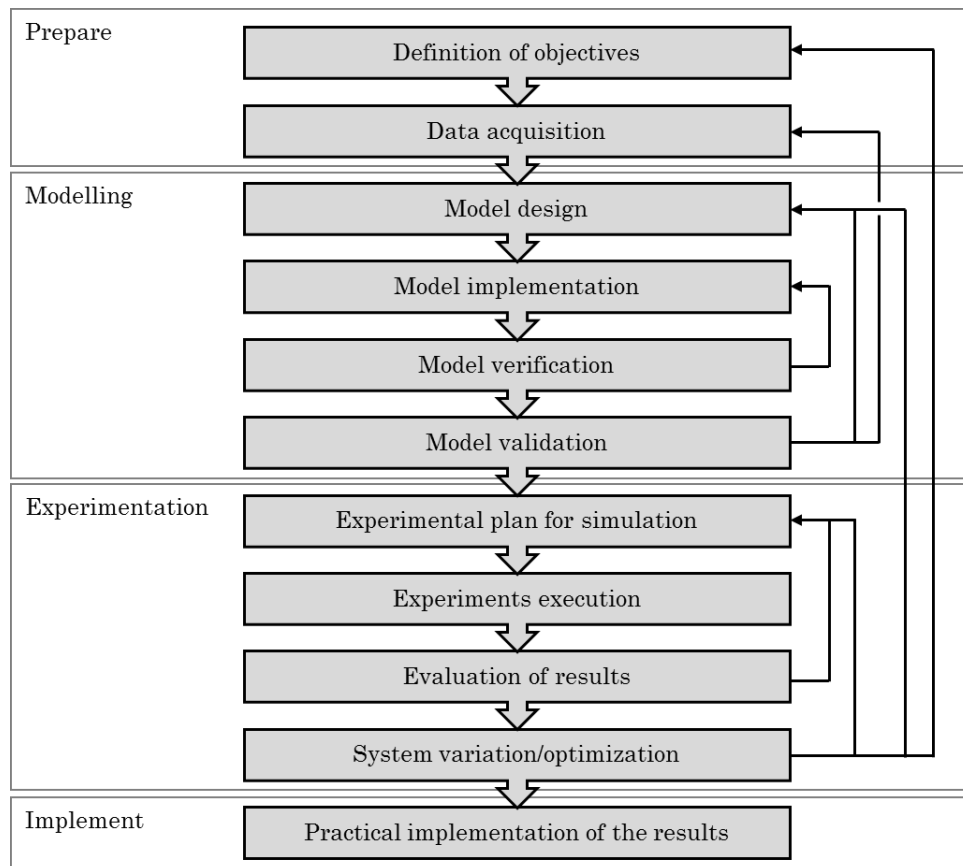 Prepare
Definition of objectives
Data acquisition
Modelling
Model design
Model implementation
Model verification
Model validation
Experimentation
Experimental plan for simulation
Experiments execution
Evaluation of results
System variation/optimization
Implement
Practical implementation of the results